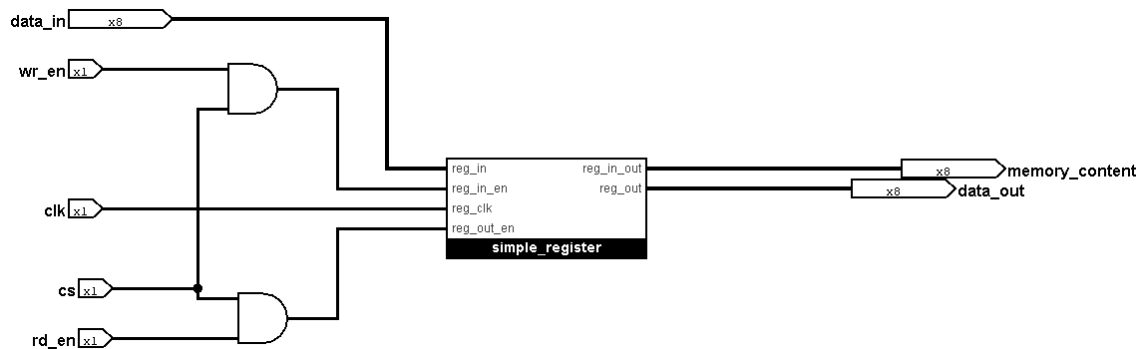 data_in x8
wr_en x1
reg_in reg_in_out x8 memory_content
reg_in_en reg_out x8 data_out
clk x1 reg_clk
reg_out_en
simple_register
cs x1
rd_en x1